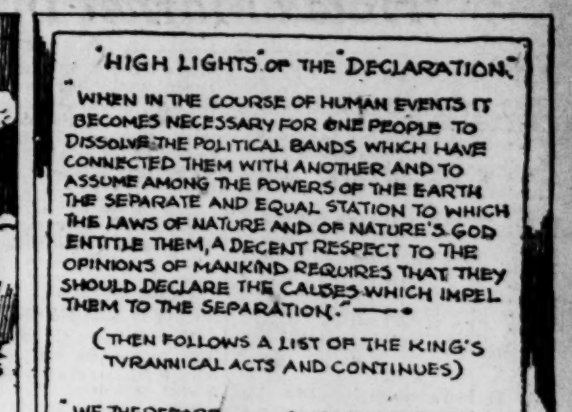 "HIGH LIGHTS" OF THE "DECLARATION."
"WHEN IN THE COURSE OF HUMAN EVENTS IT
BECOMES NECESSARY FOR ONE PEOPLE TO
DISSOLVE THE POLITICAL BANDS WHICH HAVE
CONNECTED THEM WITH ANOTHER AND TO
ASSUME AMONG THE POWERS OF THE EARTH
THE SEPARATE AND EQUAL STATION TO WHICH
THE LAWS OF NATURE AND OF NATURE'S GOD
ENTITLE THEM, A DECENT RESPECT TO THE
OPINIONS OF MANKIND REQUIRES THAT THEY
SHOULD DECLARE THE CAUSES WHICH IMPEL
THEM TO THE SEPARATION."
(THEN FOLLOWS A LIST OF THE KING'S
TYRANNICAL ACTS AND CONTINUES)
"WE THEREFORE